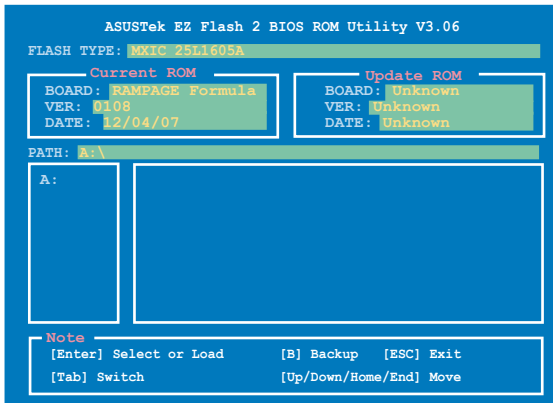 ASUSTek EZ Flash 2 BIOS ROM Utility V3.06
FLASH TYPE: MXIC 25L1605A
Current ROM
BOARD: RAMPAGE Formula
VER: 0108
DATE: 12/04/07
Update ROM
BOARD: Unknown
VER: Unknown
DATE: Unknown
PATH: A:\
A:
Note
[Enter] Select or Load [B] Backup [ESC] Exit
[Tab] Switch [Up/Down/Home/End] Move